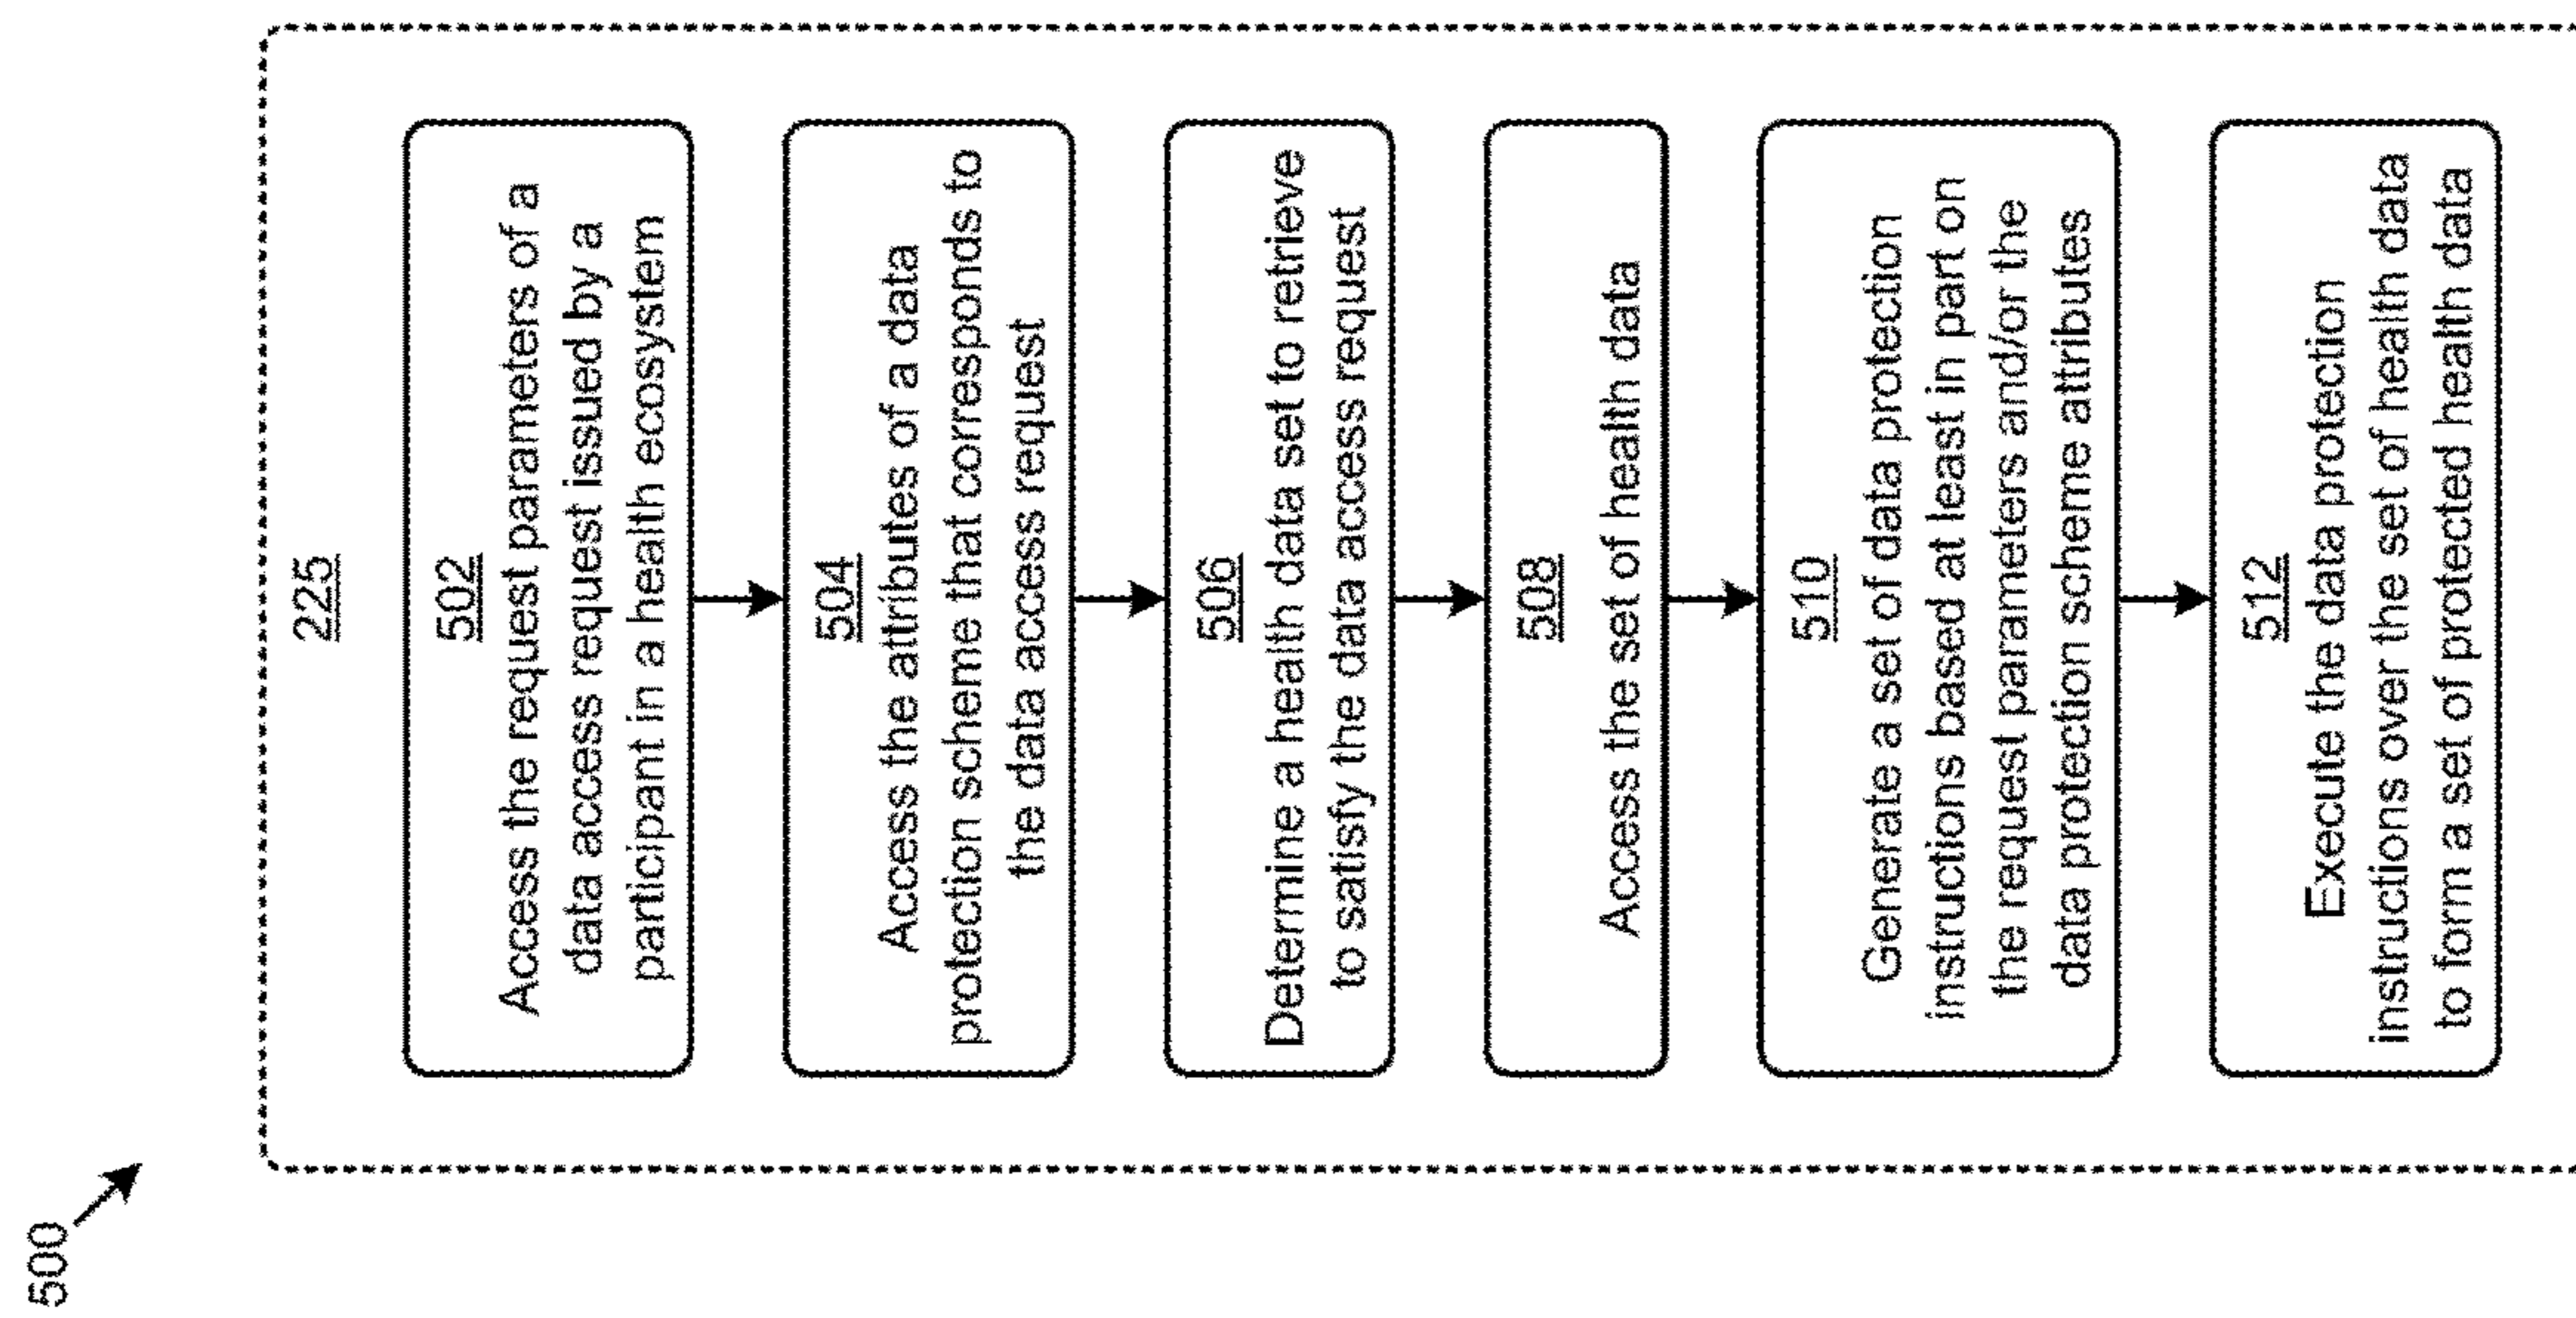 500
225
502
Access the request parameters of a
data access request issued by a
participant in a health ecosystem
504
Access the attributes of a data
protection scheme that corresponds to
the data access request
506
Determine a health data set to retrieve
to satisfy the data access request
508
Access the set of health data
510
Generate a set of data protection
instructions based at least in part on
the request parameters and/or the
data protection scheme attributes
512
Execute the data protection
instructions over the set of health data
to form a set of protected health data